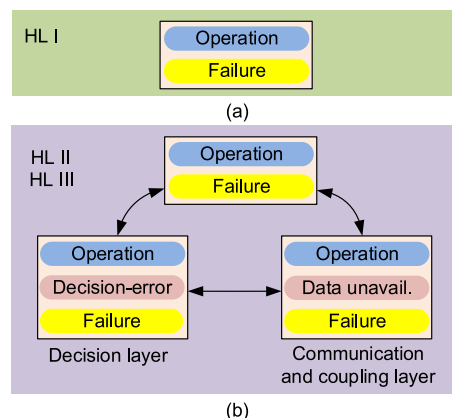 HL I
Operation
Failure
(a)
HL II
HL III
Operation
Failure
Operation
Decision-error
Failure
Decision layer
Operation
Data unavail.
Failure
Communication
and coupling layer
(b)